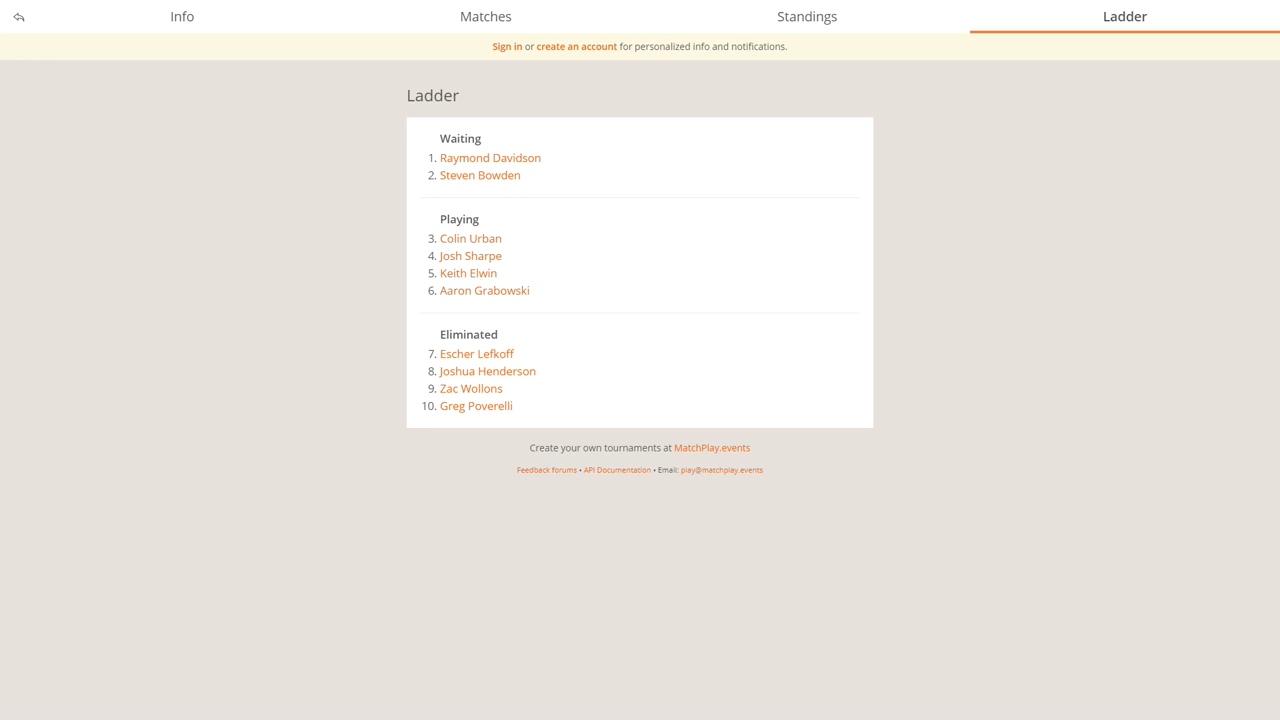 Info
Matches
Standings
Ladder
Sign in or create an account for personalized info and notifications.
Ladder
Waiting
1. Raymond Davidson
2. Steven Bowden
Playing
3. Colin Urban
4. Josh Sharpe
5. Keith Elwin
6. Aaron Grabowski
Eliminated
7. Escher Lefkoff
8. Joshua Henderson
9. Zac Wollons
10. Greg Poverelli
Create your own tournaments at MatchPlay.events
Feedback forums • API Documentation • Email: play@matchplay.events